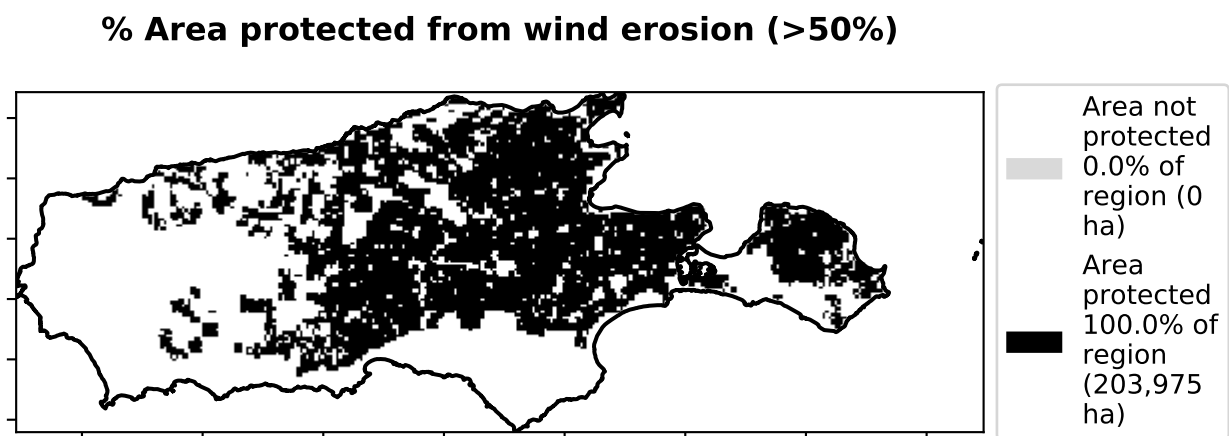 % Area protected from wind erosion (>50%)
Area not
protected
0.0% of
region (0
ha)
Area
protected
100.0% of
region
(203,975
ha)